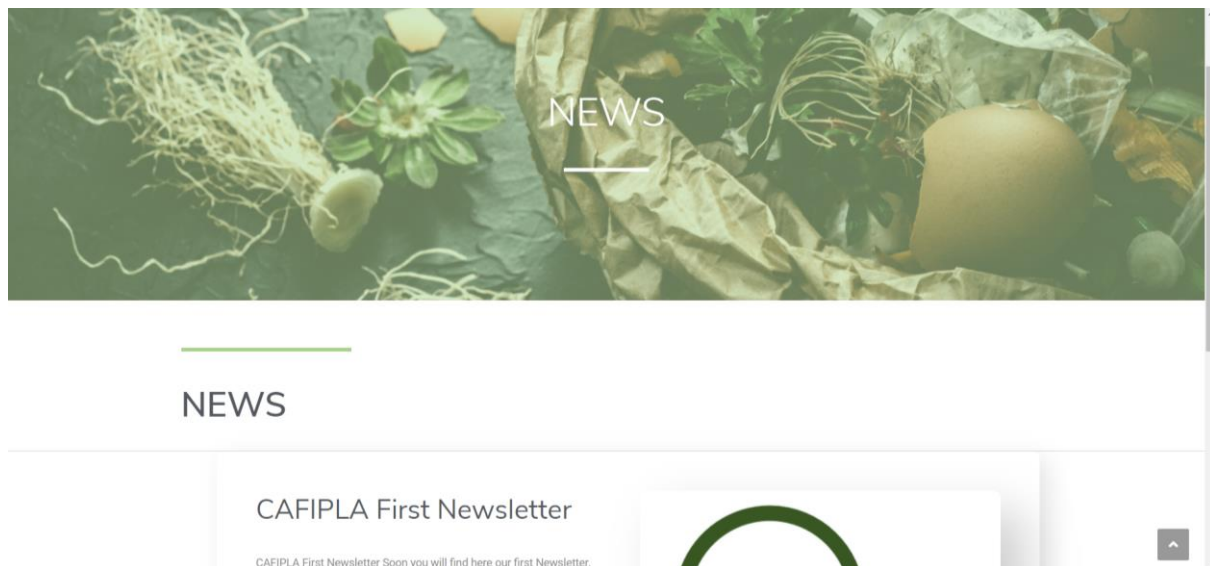 NEWS
NEWS
CAFIPLA First Newsletter
CAFIPLA First Newsletter Soon you will find here our first Newsletter.